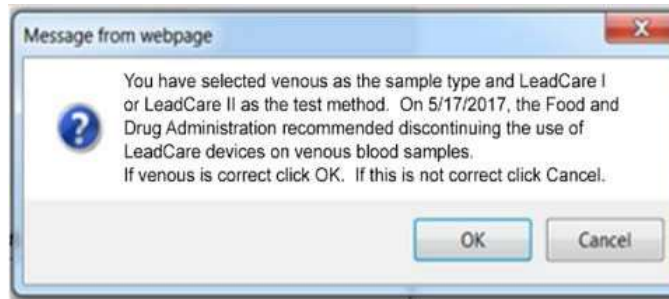 Message from webpage
You have selected venous as the sample type and LeadCare I
or LeadCare II as the test method. On 5/17/2017, the Food and
Drug Administration recommended discontinuing the use of
LeadCare devices on venous blood samples.
If venous is correct click OK. If this is not correct click Cancel.
OK
Cancel